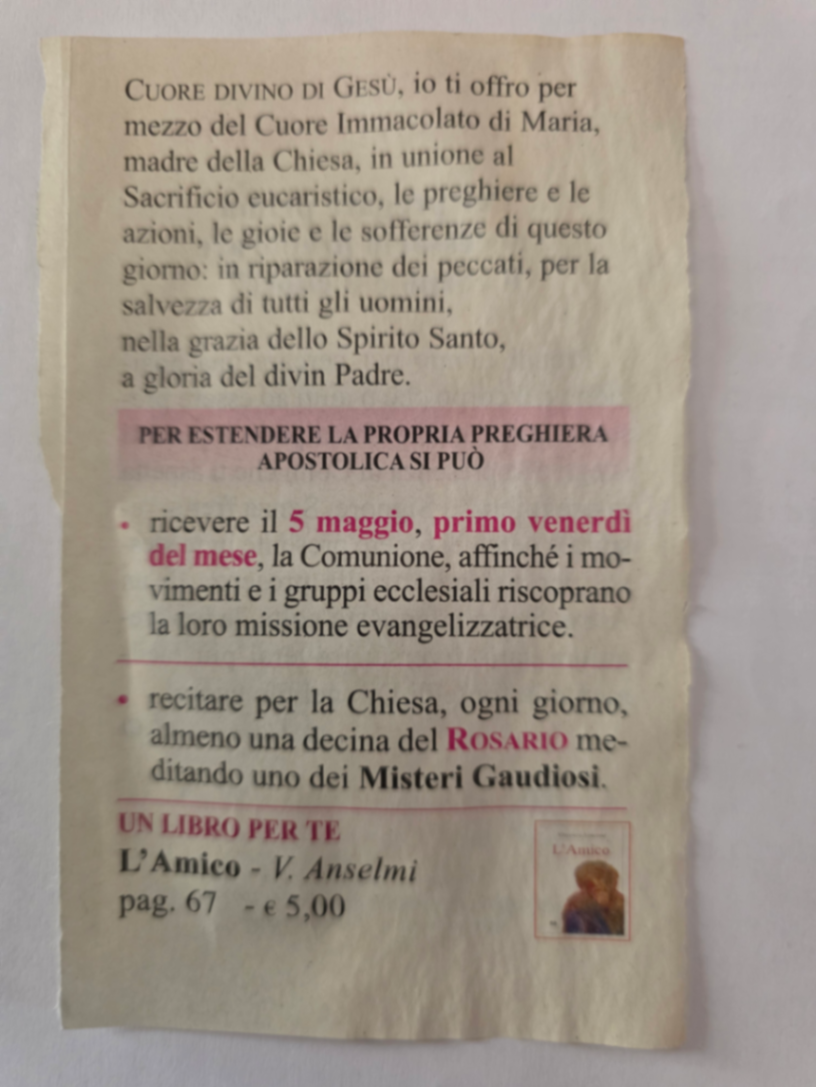 CUORE DIVINO DI GESÙ, io ti offro per
mezzo del Cuore Immacolato di Maria,
madre della Chiesa, in unione al
Sacrificio eucaristico, le preghiere e le
azioni, le gioie e le sofferenze di questo
giorno: in riparazione dei peccati, per la
salvezza di tutti gli uomini,
nella grazia dello Spirito Santo,
a gloria del divin Padre.
PER ESTENDERE LA PROPRIA PREGHIERA
APOSTOLICA SI PUÒ
• ricevere il 5 maggio, primo venerdì
del mese, la Comunione, affinché i mo-
vimenti e i gruppi ecclesiali riscoprano
la loro missione evangelizzatrice.
• recitare per la Chiesa, ogni giorno,
almeno una decina del ROSARIO me-
ditando uno dei Misteri Gaudiosi.
UN LIBRO PER TE
L'Amico - V. Anselmi
pag. 67 - € 5,00
L'Amico